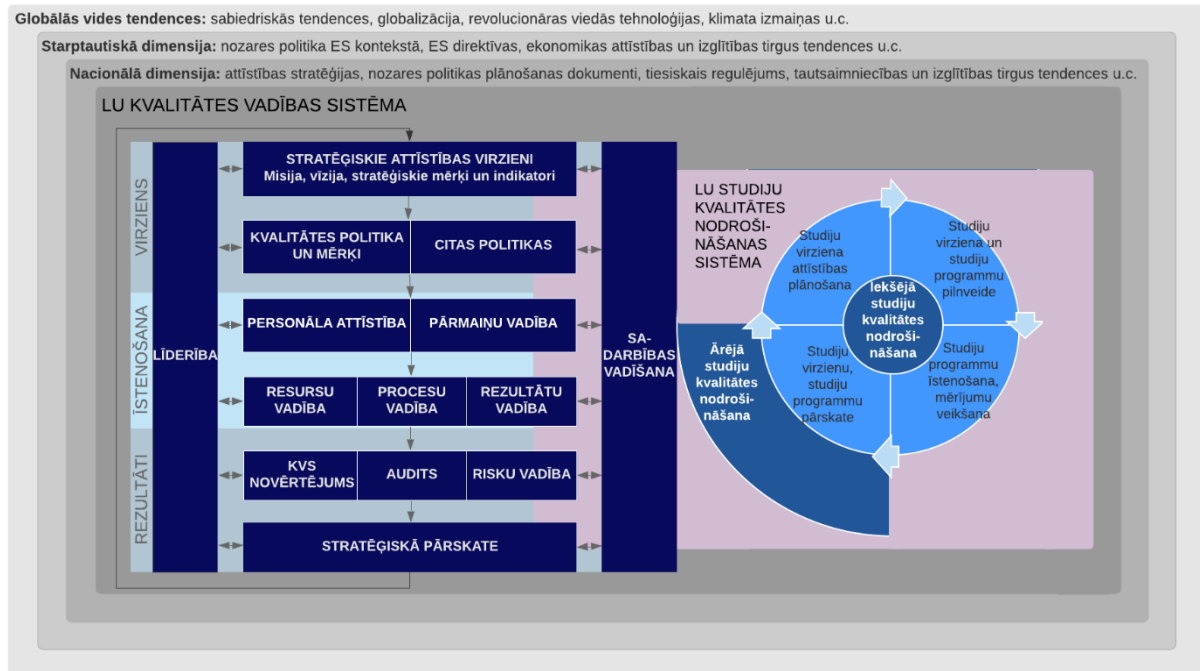 Globālās vides tendences: sabiedriskās tendences, globalizācija, revolucionāras viedās tehnoloģijas, klimata izmaiņas u.c.
Starptautiskā dimensija: nozares politika ES kontekstā, ES direktīvas, ekonomikas attīstības un izglītības tirgus tendences u.c.
Nacionālā dimensija: attīstības stratēģijas, nozares politikas plānošanas dokumenti, tiesiskais regulējums, tautsaimniecības un izglītības tirgus tendences u.c.
LU KVALITĀTES VADĪBAS SISTĒMA
VIRZIENS
ĪSTENOŠANA
REZULTĀTI
LĪDERĪBA
STRATĒĢISKIE ATTĪSTĪBAS VIRZIENI
Misija, vīzija, stratēģiskie mērķi un indikatori
KVALITĀTES POLITIKA
UN MĒRĶI
CITAS POLITIKAS
PERSONĀLA ATTĪSTĪBA
PĀRMAIŅU VADĪBA
RESURSU
VADĪBA
PROCESU
VADĪBA
REZULTĀTU
VADĪBA
KVS
NOVĒRTĒJUMS
AUDITS
RISKU VADĪBA
STRATĒĢISKĀ PĀRSKATE
SA-
DARBĪBAS
VADĪŠANA
LU STUDIJU
KVALITĀTES
NODROŠI-
NĀŠANAS
SISTĒMA
Studiju
virziena
attīstības
plānošana
Studiju
virziena un
studiju
programmu
pilnveide
Iekšējā
studiju
kvalitātes
nodroši-
nāšana
Ārējā
studiju
kvalitātes
nodroši-
nāšana
Studiju
virzienu,
studiju
programmu
pārskate
Studiju
programmu
īstenošana,
mērījumu
veikšana